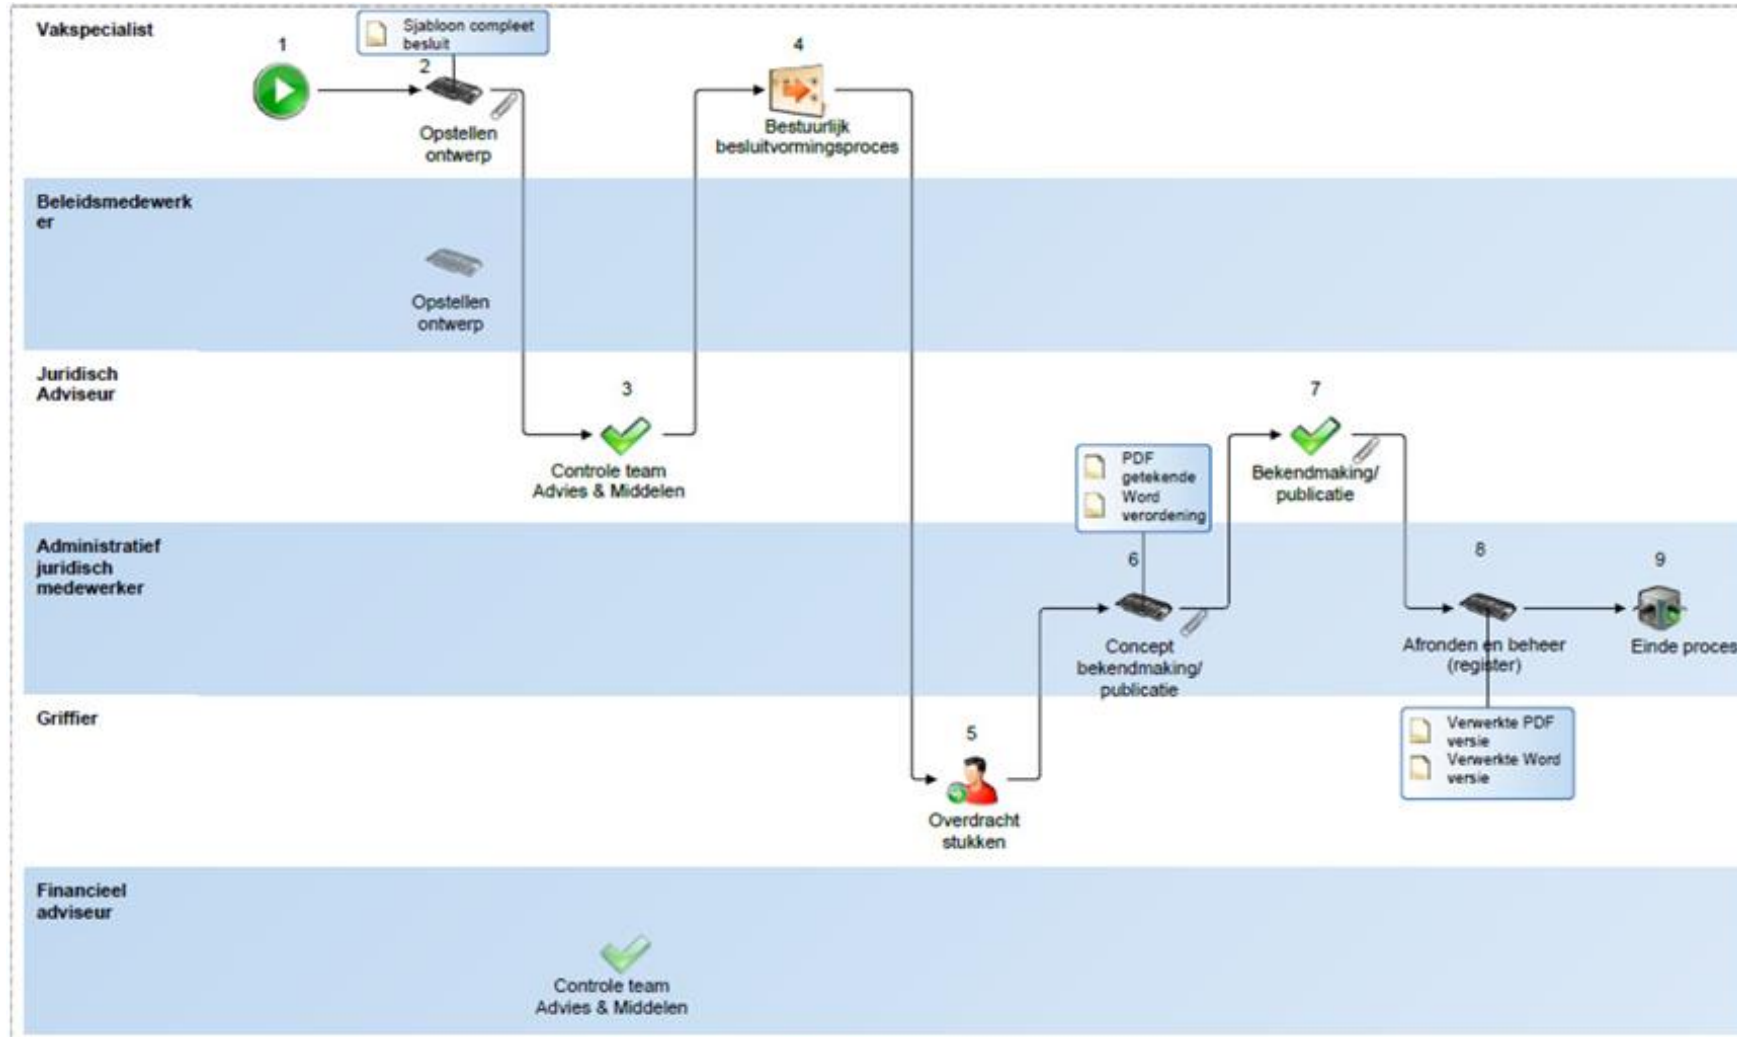 Vakspecialist
1
2
Sjabloon compleet
besluit
Opstellen
ontwerp
4
Bestuurlijk
besluitvormingsproces
Beleidsmedewerk
er
Opstellen
ontwerp
Juridisch
Adviseur
3
Controle team
Advies & Middelen
PDF
getekende
Word
verordening
7
Bekendmaking/
publicatie
Administratief
juridisch
medewerker
6
Concept
bekendmaking/
publicatie
8
Afronden en beheer
(register)
9
Einde proces
Griffier
5
Overdracht
stukken
Verwerkte PDF
versie
Verwerkte Word
versie
Financieel
adviseur
Controle team
Advies & Middelen